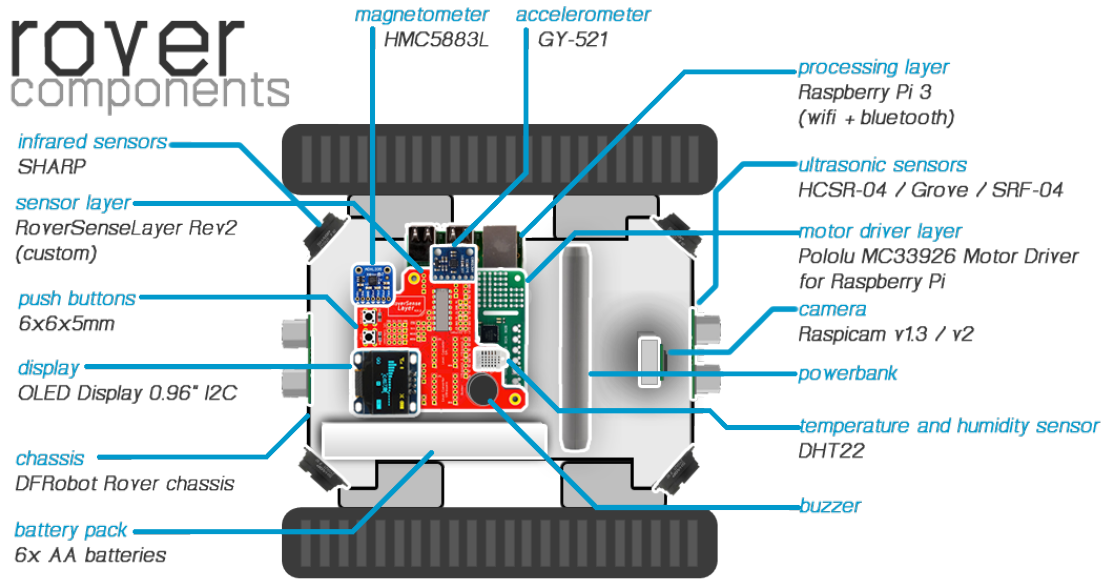 rover
components
magnetometer
HMC5883L
accelerometer
GY-521
processing layer
Raspberry Pi 3
(wifi + bluetooth)
infrared sensors
SHARP
ultrasonic sensors
HCSR-04 / Grove / SRF-04
sensor layer
RoverSenseLayer Rev2
(custom)
motor driver layer
Pololu MC33926 Motor Driver
for Raspberry Pi
push buttons
6x6x5mm
RoverSense
Layer
camera
Raspicam v1.3 / v2
display
OLED Display 0.96" I2C
powerbank
temperature and humidity sensor
DHT22
chassis
DFRobot Rover chassis
buzzer
battery pack
6x AA batteries